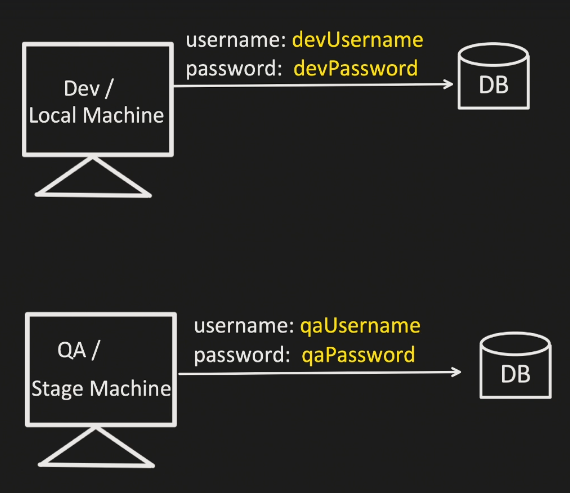 username: devUsername
password: devPassword
Dev /
Local Machine
DB
username: qaUsername
password: qaPassword
QA /
Stage Machine
DB